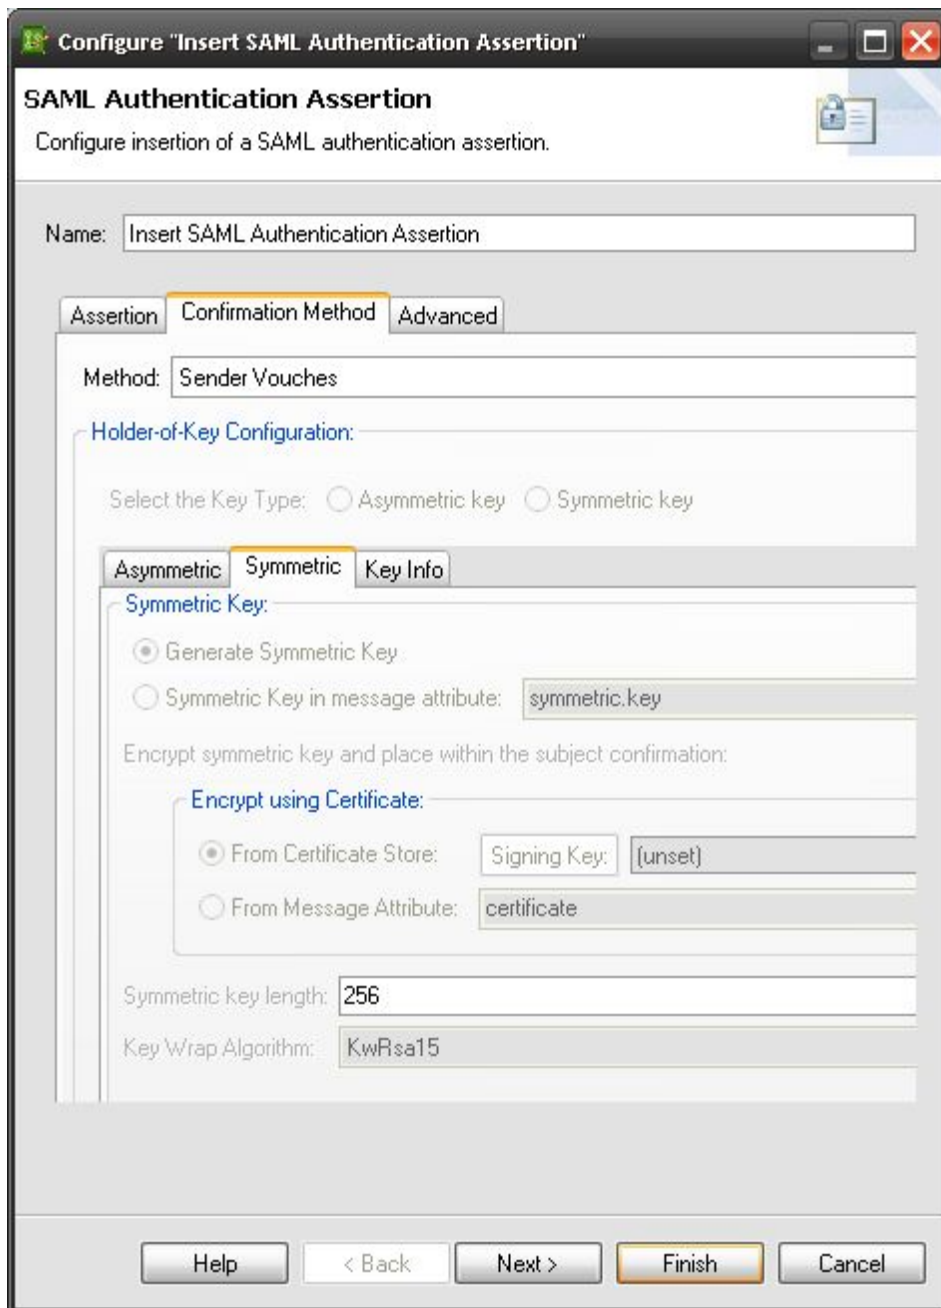 Configure "Insert SAML Authentication Assertion"
SAML Authentication Assertion
Configure insertion of a SAML authentication assertion.
Name: Insert SAML Authentication Assertion
Assertion Confirmation Method Advanced
Method: Sender Vouches
Holder-of-Key Configuration:
Select the Key Type: Asymmetric key Symmetric key
Asymmetric Symmetric Key Info
Symmetric Key:
Generate Symmetric Key
Symmetric Key in message attribute: symmetric.key
Encrypt symmetric key and place within the subject confirmation:
Encrypt using Certificate:
From Certificate Store: Signing Key: (unset)
From Message Attribute: certificate
Symmetric key length: 256
Key Wrap Algorithm: KwRsa15
Help < Back Next > Finish Cancel